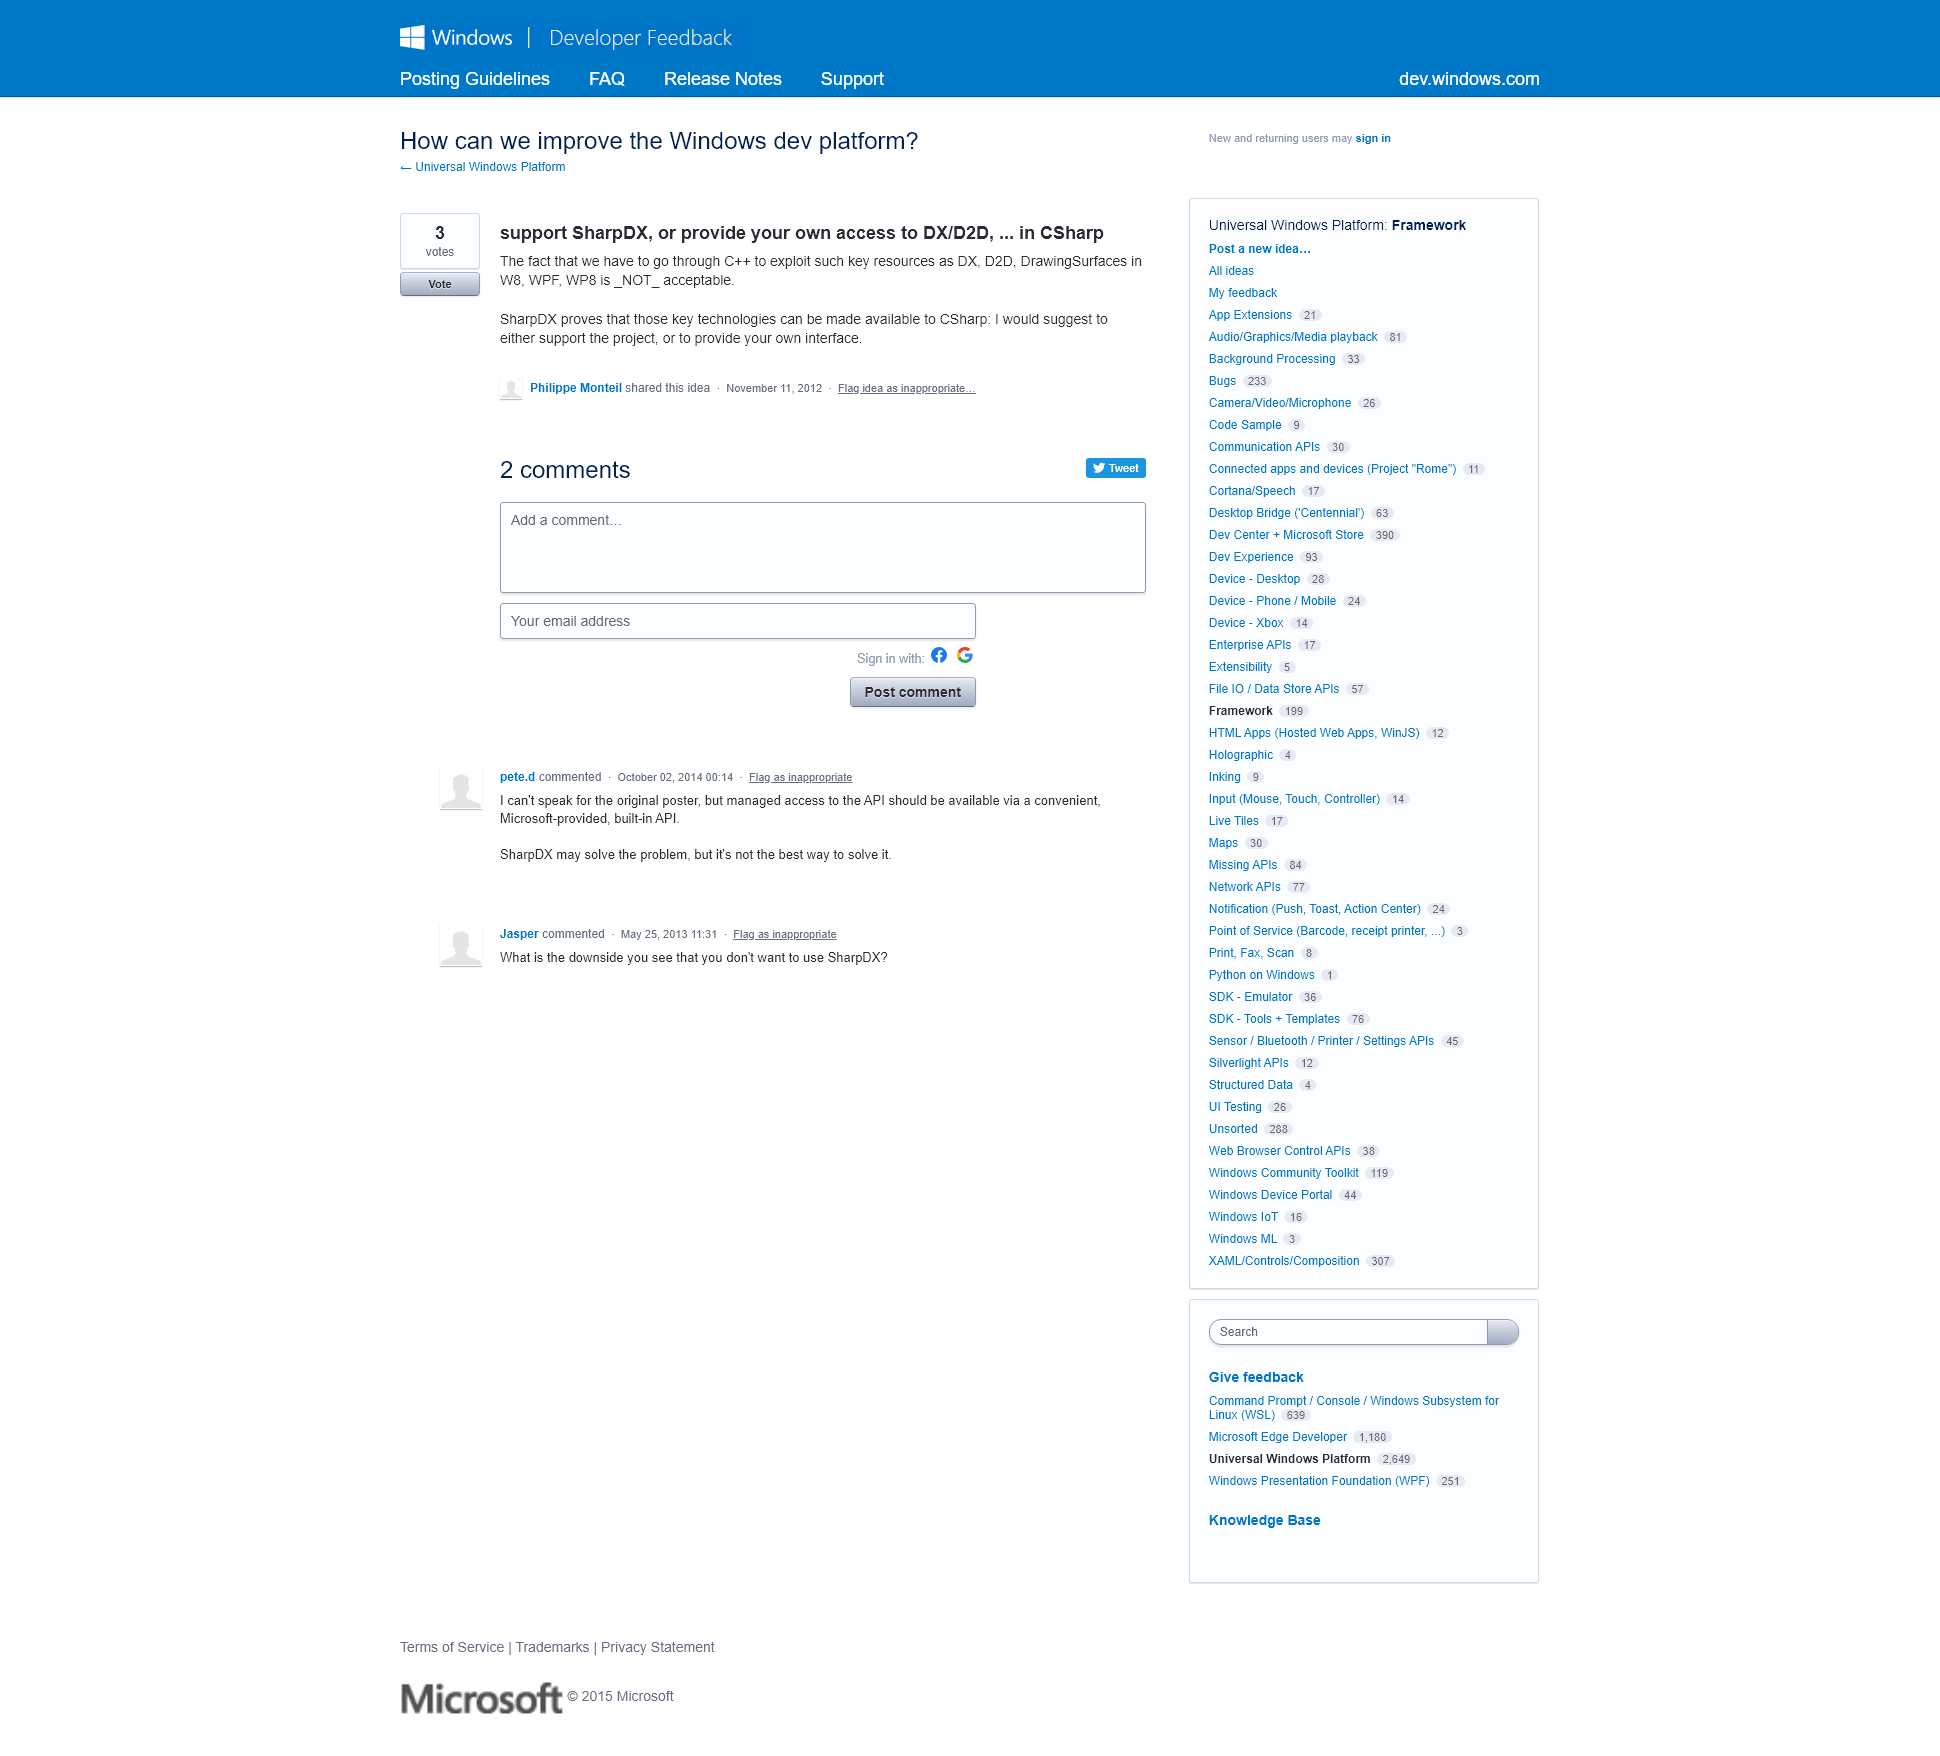 Windows | Developer Feedback
Posting Guidelines FAQ Release Notes Support dev.windows.com
How can we improve the Windows dev platform?
← Universal Windows Platform
New and returning users may sign in
3
votes
Vote
support SharpDX, or provide your own access to DX/D2D, ... in CSharp
The fact that we have to go through C++ to exploit such key resources as DX, D2D, DrawingSurfaces in
W8, WPF, WP8 is _NOT_ acceptable.
SharpDX proves that those key technologies can be made available to CSharp: I would suggest to
either support the project, or to provide your own interface.
Philippe Monteil shared this idea · November 11, 2012 · Flag idea as inappropriate…
2 comments
Tweet
Add a comment…
Your email address
Sign in with:
Post comment
pete.d commented · October 02, 2014 00:14 · Flag as inappropriate
I can't speak for the original poster, but managed access to the API should be available via a convenient,
Microsoft-provided, built-in API.
SharpDX may solve the problem, but it's not the best way to solve it.
Jasper commented · May 25, 2013 11:31 · Flag as inappropriate
What is the downside you see that you don't want to use SharpDX?
Universal Windows Platform: Framework
Post a new idea…
All ideas
My feedback
App Extensions 21
Audio/Graphics/Media playback 81
Background Processing 33
Bugs 233
Camera/Video/Microphone 26
Code Sample 9
Communication APIs 30
Connected apps and devices (Project "Rome") 11
Cortana/Speech 17
Desktop Bridge ('Centennial') 63
Dev Center + Microsoft Store 390
Dev Experience 93
Device - Desktop 28
Device - Phone / Mobile 24
Device - Xbox 14
Enterprise APIs 17
Extensibility 5
File IO / Data Store APIs 57
Framework 199
HTML Apps (Hosted Web Apps, WinJS) 12
Holographic 4
Inking 9
Input (Mouse, Touch, Controller) 14
Live Tiles 17
Maps 30
Missing APIs 84
Network APIs 77
Notification (Push, Toast, Action Center) 24
Point of Service (Barcode, receipt printer, ...) 3
Print, Fax, Scan 8
Python on Windows 1
SDK - Emulator 36
SDK - Tools + Templates 76
Sensor / Bluetooth / Printer / Settings APIs 45
Silverlight APIs 12
Structured Data 4
UI Testing 26
Unsorted 288
Web Browser Control APIs 38
Windows Community Toolkit 119
Windows Device Portal 44
Windows IoT 16
Windows ML 3
XAML/Controls/Composition 307
Search
Give feedback
Command Prompt / Console / Windows Subsystem for
Linux (WSL) 639
Microsoft Edge Developer 1,180
Universal Windows Platform 2,649
Windows Presentation Foundation (WPF) 251
Knowledge Base
Terms of Service | Trademarks | Privacy Statement
Microsoft © 2015 Microsoft